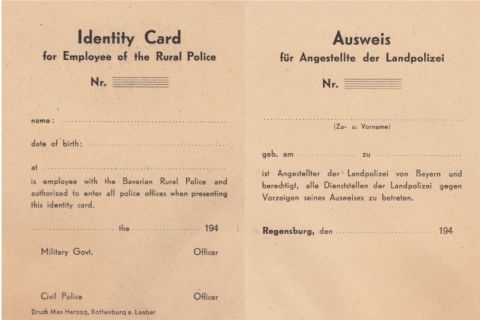 Identity Card
for Employee of the Rural Police
Nr.
name:
date of birth:
at
is employee with the Bavarian Rural Police and
authorized to enter all police offices when presenting
this identity card.
the 194
Military Govt. Officer
Civil Police Officer
Druck Max Herzog, Rottenburg a. Laaber
Ausweis
für Angestellte der Landpolizei
Nr.
(Zu- u. Vorname)
geb. am zu
ist Angestellter der Landpolizei von Bayern und
berechtigt, alle Dienststellen der Landpolizei gegen
Vorzeigen seines Ausweises zu betreten.
Regensburg, den 194